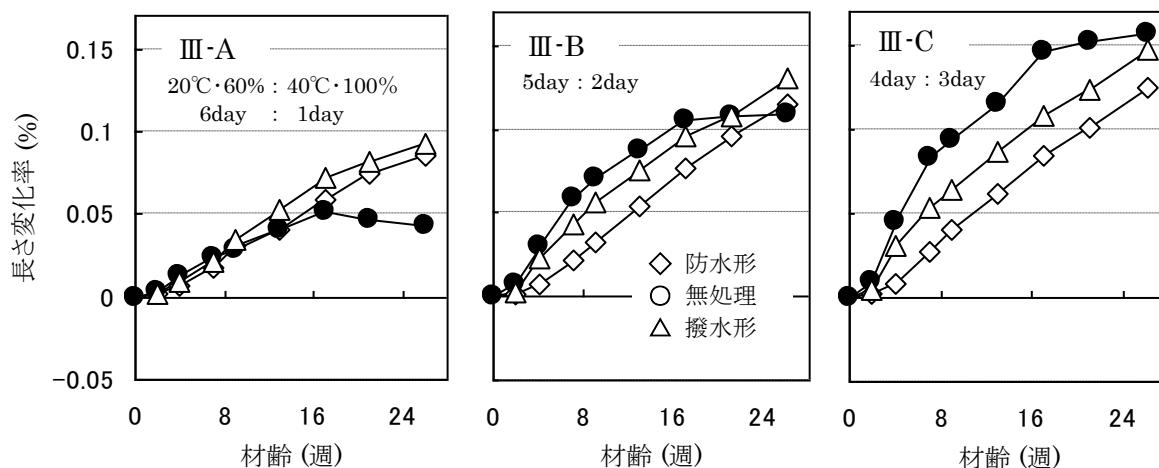 長さ変化率 (%)
0.15
0.1
0.05
0
−0.05
Ⅲ-A
20℃・60% : 40℃・100%
6day : 1day
0 8 16 24
材齢 (週)
Ⅲ-B
5day : 2day
防水形
無処理
撥水形
0 8 16 24
材齢 (週)
Ⅲ-C
4day : 3day
0 8 16 24
材齢 (週)